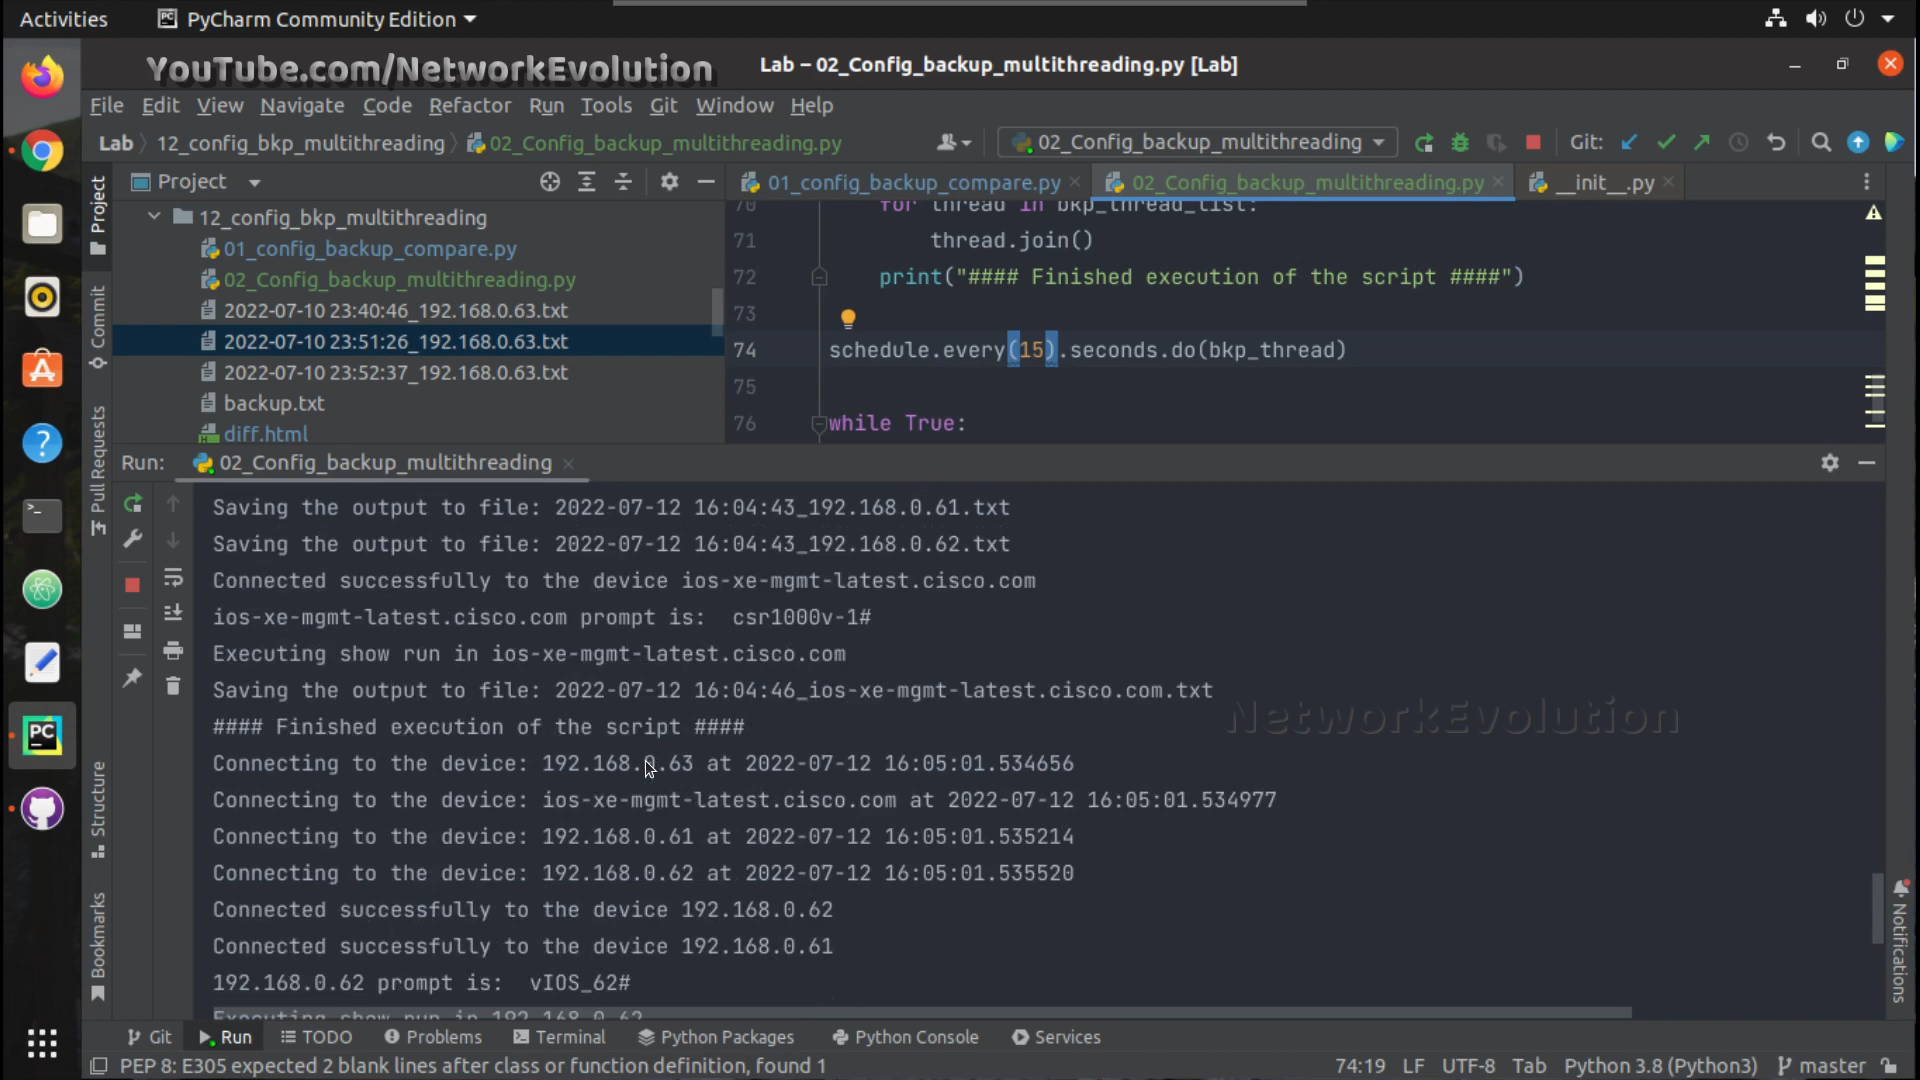 Activities
PyCharm Community Edition
YouTube.com/NetworkEvolution
Lab – 02_Config_backup_multithreading.py [Lab]
File Edit View Navigate Code Refactor Run Tools Git Window Help
Lab 12_config_bkp_multithreading 02_Config_backup_multithreading.py
02_Config_backup_multithreading
Git:
Project
01_config_backup_compare.py
02_Config_backup_multithreading.py
__init__.py
12_config_bkp_multithreading
01_config_backup_compare.py
02_Config_backup_multithreading.py
2022-07-10 23:40:46_192.168.0.63.txt
2022-07-10 23:51:26_192.168.0.63.txt
2022-07-10 23:52:37_192.168.0.63.txt
backup.txt
diff.html
70 for thread in bkp_thread_list:
71 thread.join()
72 print("#### Finished execution of the script ####")
73
74 schedule.every(15).seconds.do(bkp_thread)
75
76 while True:
Project
Commit
Pull Requests
Structure
Bookmarks
Notifications
Run: 02_Config_backup_multithreading
Saving the output to file: 2022-07-12 16:04:43_192.168.0.61.txt
Saving the output to file: 2022-07-12 16:04:43_192.168.0.62.txt
Connected successfully to the device ios-xe-mgmt-latest.cisco.com
ios-xe-mgmt-latest.cisco.com prompt is:  csr1000v-1#
Executing show run in ios-xe-mgmt-latest.cisco.com
Saving the output to file: 2022-07-12 16:04:46_ios-xe-mgmt-latest.cisco.com.txt
NetworkEvolution
#### Finished execution of the script ####
Connecting to the device: 192.168.0.63 at 2022-07-12 16:05:01.534656
Connecting to the device: ios-xe-mgmt-latest.cisco.com at 2022-07-12 16:05:01.534977
Connecting to the device: 192.168.0.61 at 2022-07-12 16:05:01.535214
Connecting to the device: 192.168.0.62 at 2022-07-12 16:05:01.535520
Connected successfully to the device 192.168.0.62
Connected successfully to the device 192.168.0.61
192.168.0.62 prompt is:  vIOS_62#
Executing show run in 192.168.0.62
Git Run TODO Problems Terminal Python Packages Python Console Services
PEP 8: E305 expected 2 blank lines after class or function definition, found 1
74:19 LF UTF-8 Tab Python 3.8 (Python3) master